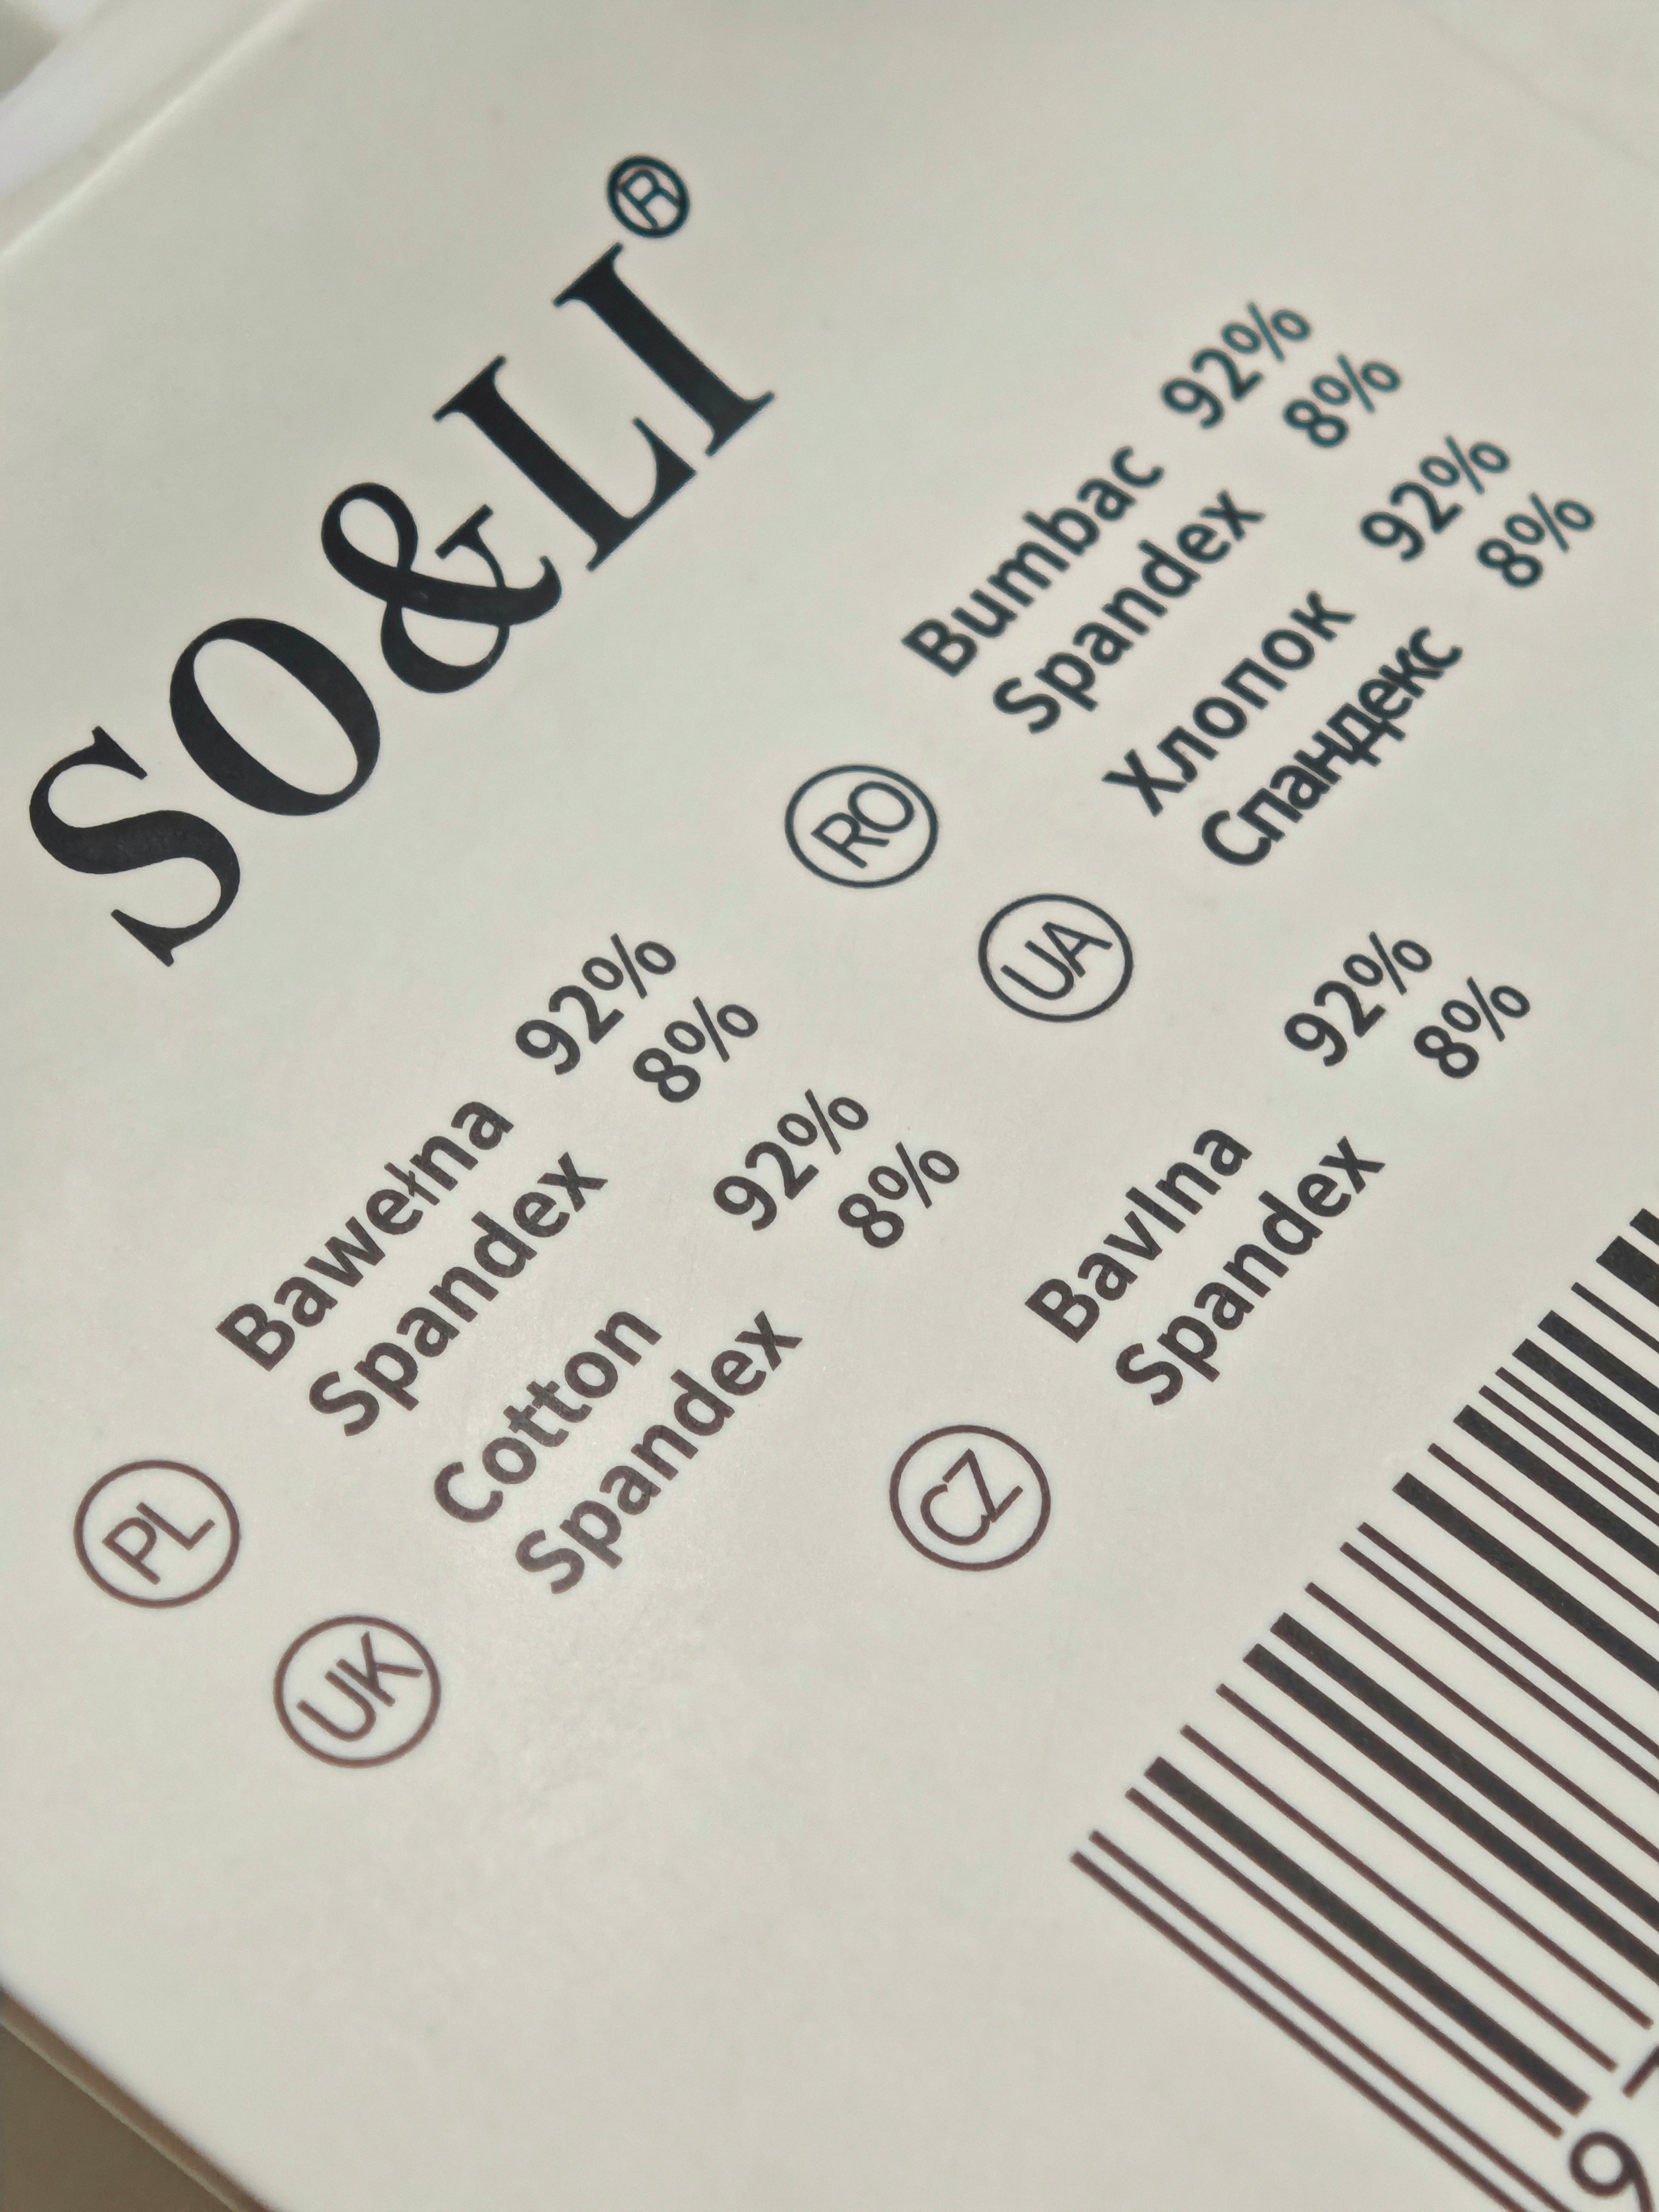 SO&LI®
PL Bawełna 92%
Spandex 8%
UK Cotton 92%
Spandex 8%
RO Bumbac 92%
Spandex 8%
UA Хлопок 92%
Спандекс 8%
CZ Bavlna 92%
Spandex 8%
9